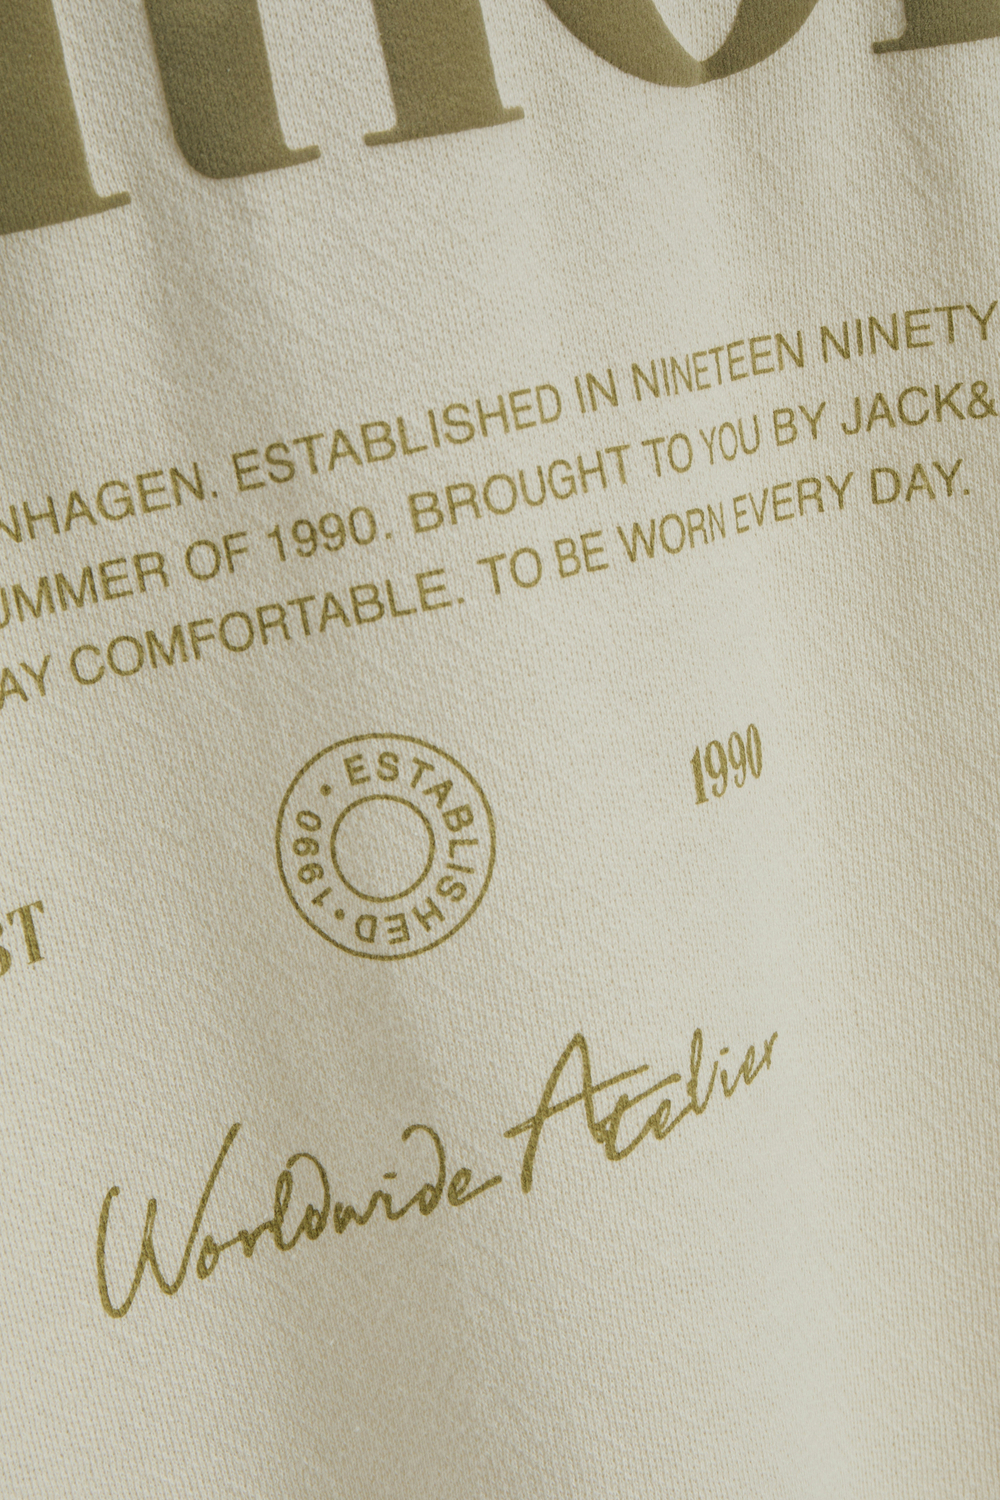 NHAGEN. ESTABLISHED IN NINETEEN NINETY
UMMER OF 1990. BROUGHT TO YOU BY JACK&
AY COMFORTABLE. TO BE WORN EVERY DAY.
1990
ESTABLISHED • 1990 •
ST
Worldwide Atelier